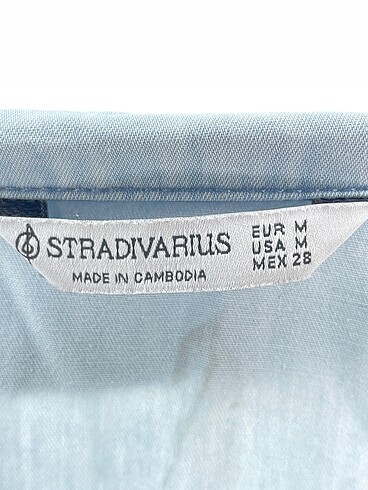 STRADIVARIUS
MADE IN CAMBODIA
EUR M
USA M
MEX 28